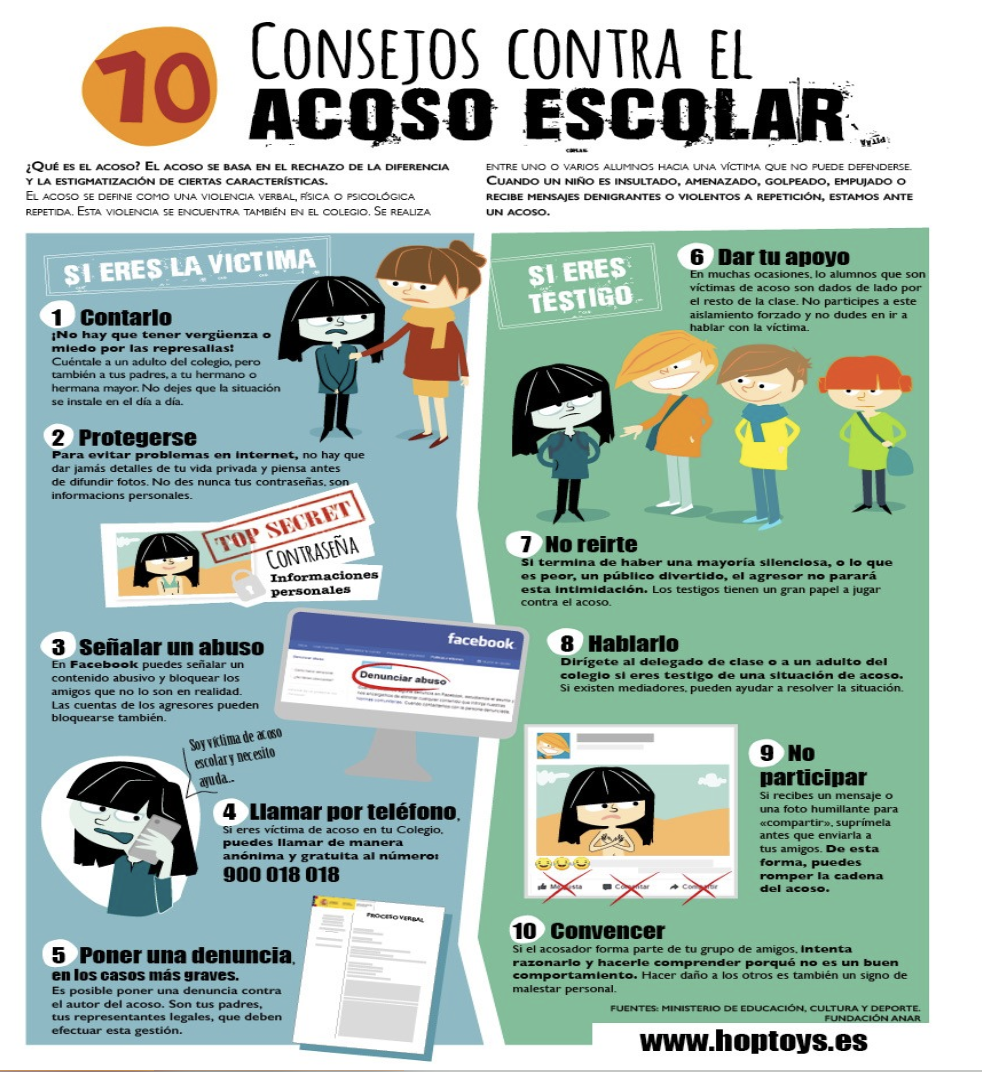 10 CONSEJOS CONTRA EL
ACOSO ESCOLAR
¿QUÉ ES EL ACOSO? EL ACOSO SE BASA EN EL RECHAZO DE LA DIFERENCIA
Y LA ESTIGMATIZACIÓN DE CIERTAS CARACTERÍSTICAS.
EL ACOSO SE DEFINE COMO UNA VIOLENCIA VERBAL, FÍSICA O PSICOLÓGICA
REPETIDA. ESTA VIOLENCIA SE ENCUENTRA TAMBIÉN EN EL COLEGIO. SE REALIZA
ENTRE UNO O VARIOS ALUMNOS HACIA UNA VÍCTIMA QUE NO PUEDE DEFENDERSE.
CUANDO UN NIÑO ES INSULTADO, AMENAZADO, GOLPEADO, EMPUJADO O
RECIBE MENSAJES DENIGRANTES O VIOLENTOS A REPETICIÓN, ESTAMOS ANTE
UN ACOSO.
SI ERES LA VICTIMA
1 Contarlo
¡No hay que tener vergüenza o
miedo por las represalias!
Cuéntale a un adulto del colegio, pero
también a tus padres, a tu hermano o
hermana mayor. No dejes que la situación
se instale en el día a día.
2 Protegerse
Para evitar problemas en internet, no hay que
dar jamás detalles de tu vida privada y piensa antes
de difundir fotos. No des nunca tus contraseñas, son
informacions personales.
TOP SECRET
CONTRASEÑA
Informaciones
personales
3 Señalar un abuso
En Facebook puedes señalar un
contenido abusivo y bloquear los
amigos que no lo son en realidad.
Las cuentas de los agresores pueden
bloquearse también.
facebook
Denunciar abuso
Soy víctima de acoso
escolar y necesito
ayuda...
4 Llamar por teléfono,
Si eres víctima de acoso en tu Colegio,
puedes llamar de manera
anónima y gratuita al número:
900 018 018
5 Poner una denuncia,
en los casos más graves.
Es posible poner una denuncia contra
el autor del acoso. Son tus padres,
tus representantes legales, que deben
efectuar esta gestión.
PROCESO VERBAL
SI ERES
TESTIGO
6 Dar tu apoyo
En muchas ocasiones, lo alumnos que son
víctimas de acoso son dados de lado por
el resto de la clase. No participes a este
aislamiento forzado y no dudes en ir a
hablar con la víctima.
7 No reirte
Si termina de haber una mayoría silenciosa, o lo que
es peor, un público divertido, el agresor no parará
esta intimidación. Los testigos tienen un gran papel a jugar
contra el acoso.
8 Hablarlo
Dirígete al delegado de clase o a un adulto del
colegio si eres testigo de una situación de acoso.
Si existen mediadores, pueden ayudar a resolver la situación.
9 No
participar
Si recibes un mensaje o
una foto humillante para
«compartir», suprímela
antes que enviarla a
tus amigos. De esta
forma, puedes
romper la cadena
del acoso.
Me gusta Comentar Compartir
10 Convencer
Si el acosador forma parte de tu grupo de amigos, intenta
razonarlo y hacerle comprender porqué no es un buen
comportamiento. Hacer daño a los otros es también un signo de
malestar personal.
FUENTES: MINISTERIO DE EDUCACIÓN, CULTURA Y DEPORTE.
FUNDACIÓN ANAR
www.hoptoys.es